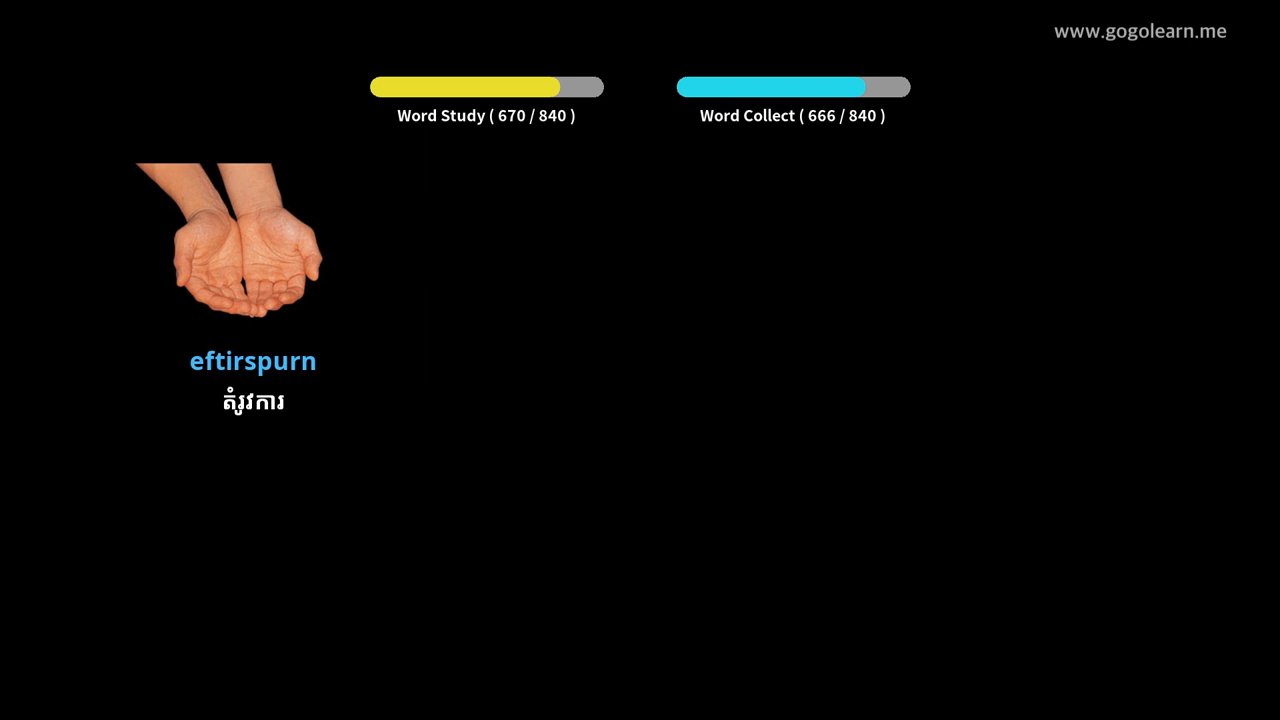 www.gogolearn.me
Word Study ( 670 / 840 )
Word Collect ( 666 / 840 )
eftirspurn
តំរូវការ